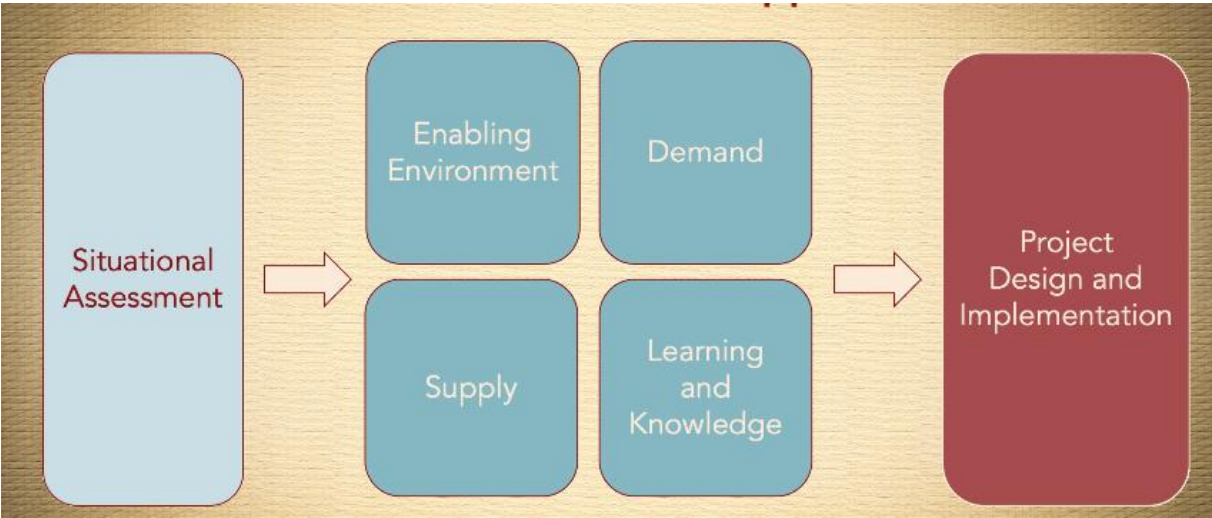 Situational
Assessment
Enabling
Environment
Demand
Supply
Learning
and
Knowledge
Project
Design and
Implementation